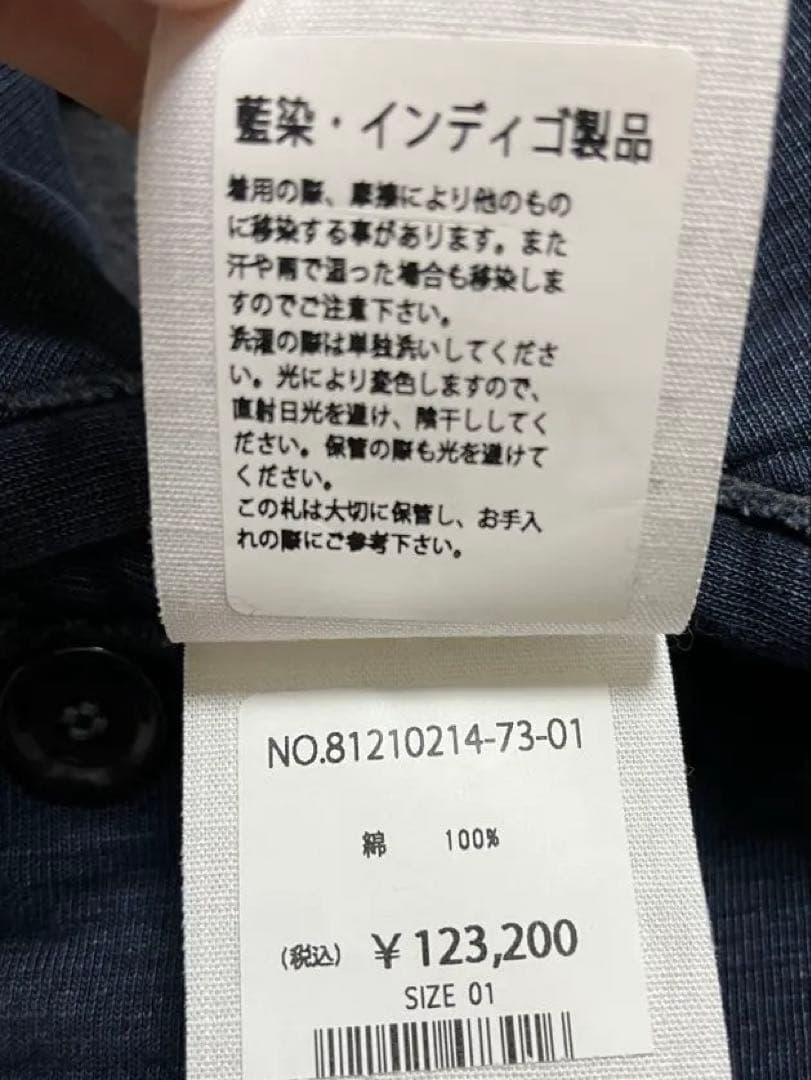 藍染・インディゴ製品
着用の際、摩擦により他のもの
に移染する事があります。また
汗や雨で湿った場合も移染しま
すのでご注意下さい。
洗濯の際は単独洗いしてくださ
い。光により変色しますので、
直射日光を避け、陰干ししてく
ださい。保管の際も光を避けて
ください。
この札は大切に保管し、お手入
れの際にご参考下さい。
NO.81210214-73-01
綿 100%
(税込) ¥123,200
SIZE 01